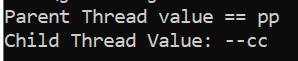 Parent Thread value == pp
Child Thread Value: --cc